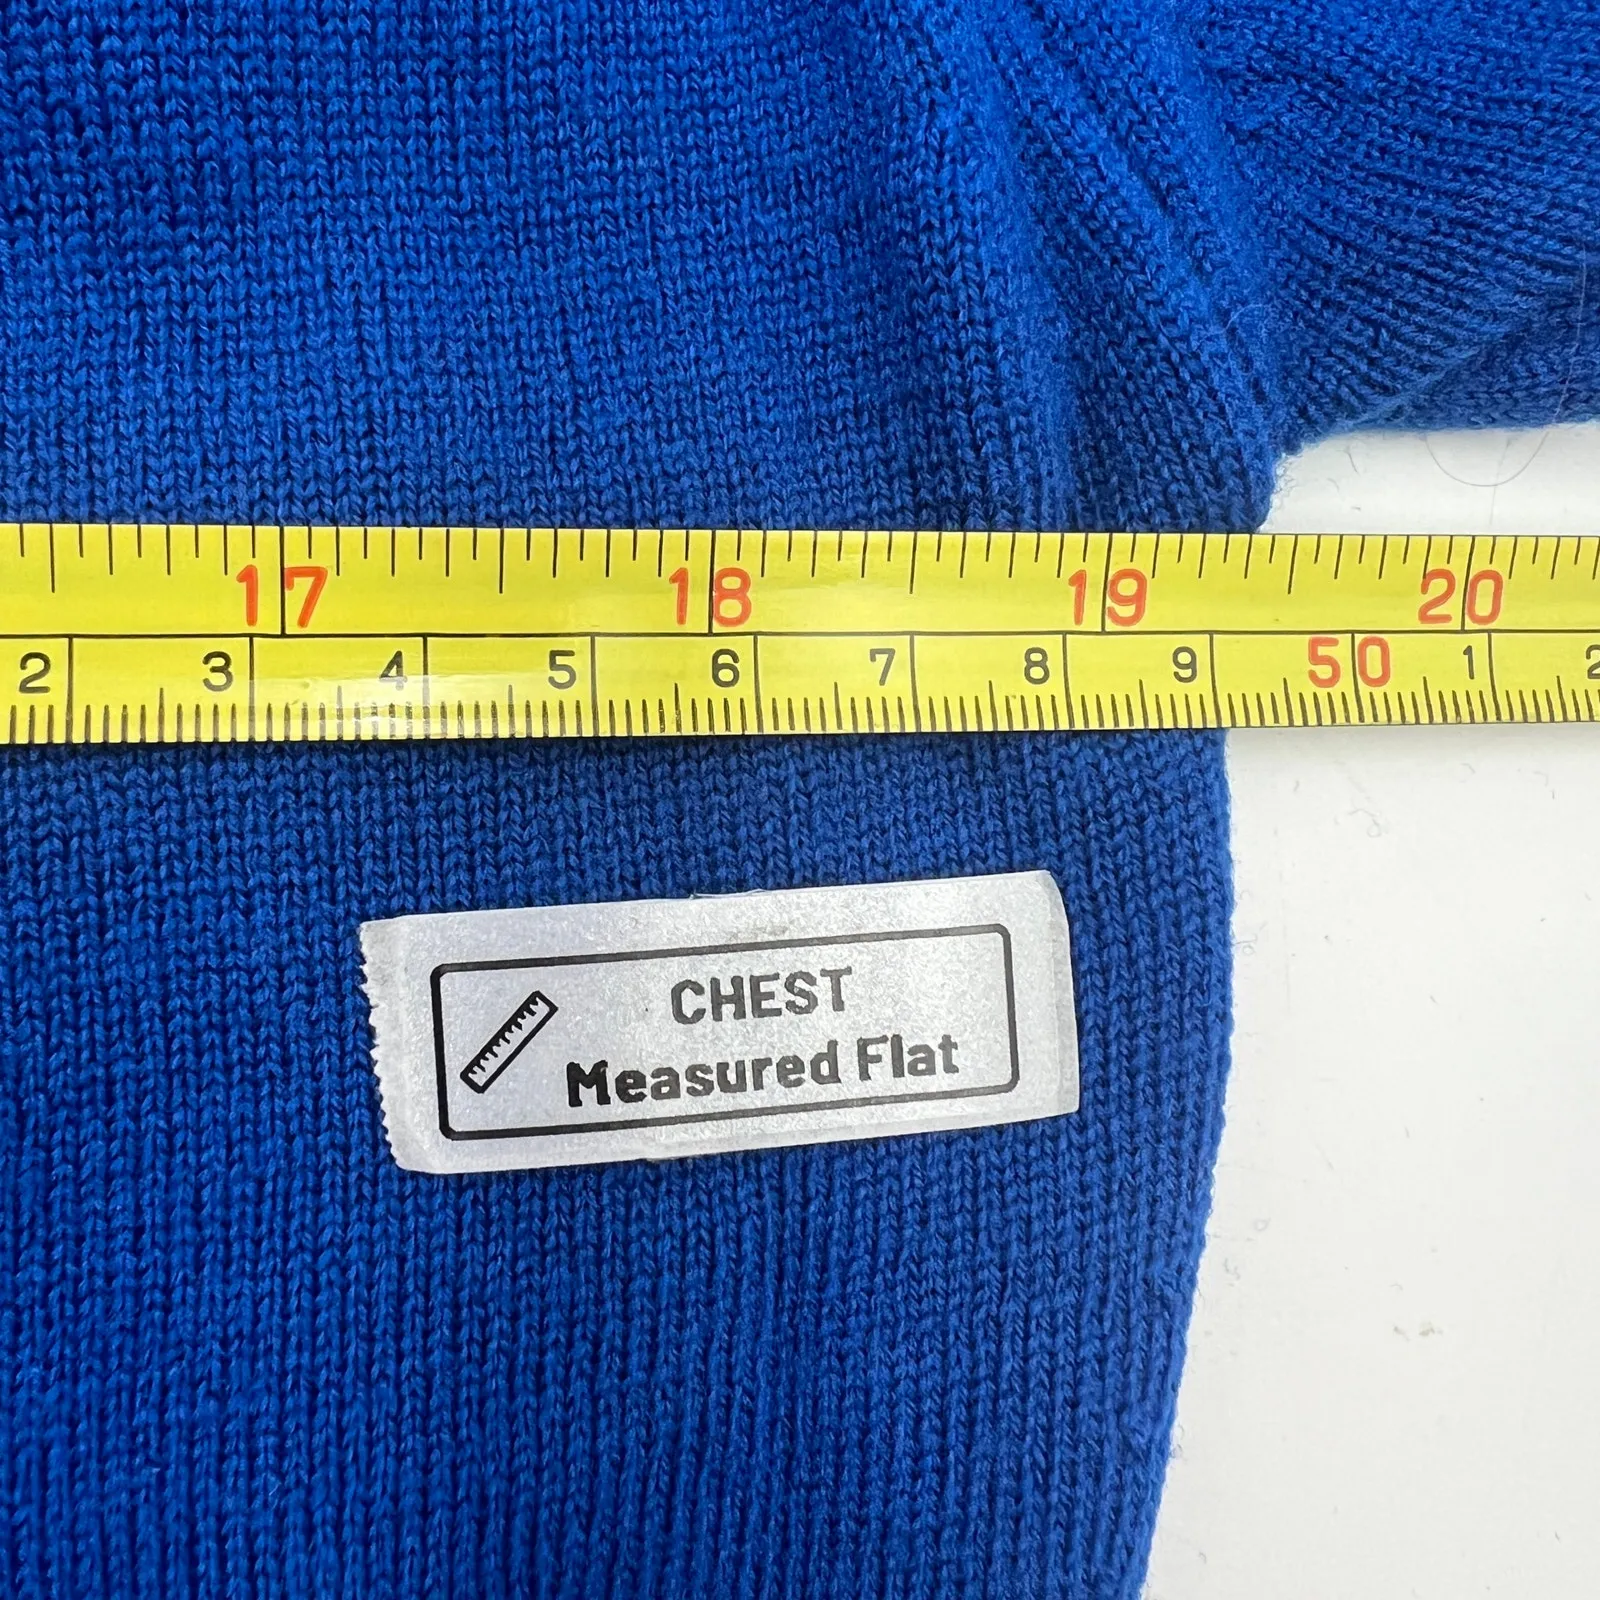 17 18 19 20
2 3 4 5 6 7 8 9 50 1 2
CHEST
Measured Flat